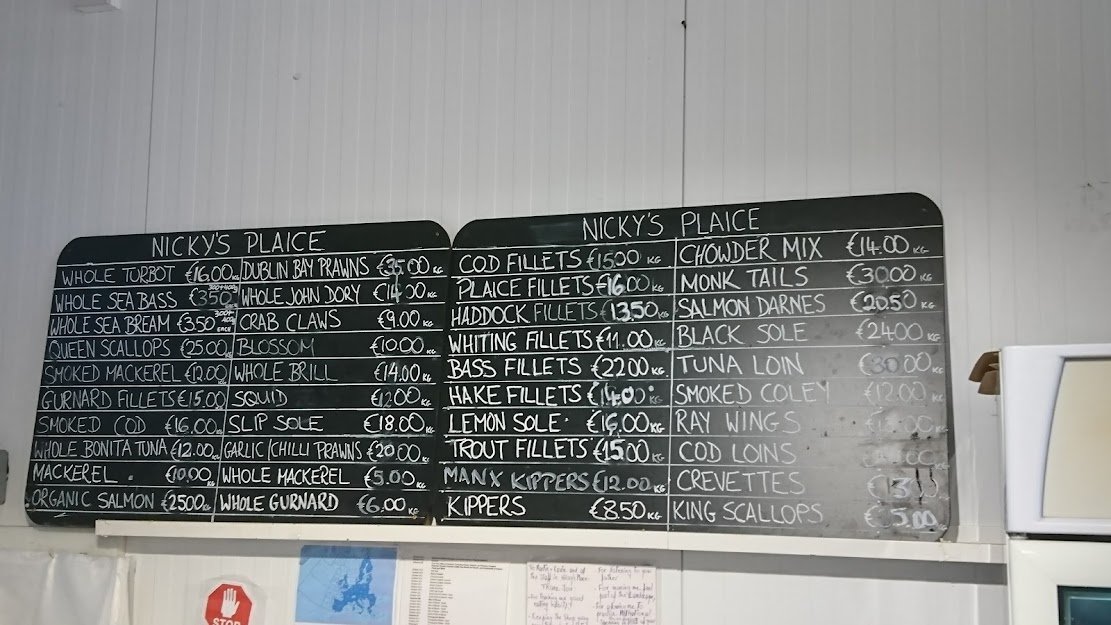 NICKY'S PLAICE
WHOLE TURBOT €16.00 KG
WHOLE SEA BASS €3.50
WHOLE SEA BREAM €3.50 EACH
QUEEN SCALLOPS €25.00 KG
SMOKED MACKEREL €12.00 KG
GURNARD FILLETS €15.00 KG
SMOKED COD €16.00 KG
WHOLE BONITA TUNA €12.00 KG
MACKEREL . €10.00 KG
ORGANIC SALMON €25.00 KG
DUBLIN BAY PRAWNS €35.00 KG
WHOLE JOHN DORY €14.00 KG
CRAB CLAWS €9.00 KG
BLOSSOM €10.00 KG
WHOLE BRILL €14.00 KG
SQUID €12.00 KG
SLIP SOLE €18.00 KG
GARLIC/CHILLI PRAWNS €20.00 KG
WHOLE MACKEREL €5.00 KG
WHOLE GURNARD €6.00 KG
NICKY'S PLAICE
COD FILLETS €15.00 KG
PLAICE FILLETS €16.00 KG
HADDOCK FILLETS €13.50 KG
WHITING FILLETS €11.00 KG
BASS FILLETS €22.00 KG
HAKE FILLETS €14.00
LEMON SOLE KG
TROUT FILLETS €15.00 KG
MANX KIPPERS €12.00 KG
KIPPERS €8.50 KG
CHOWDER MIX €14.00 KG
MONK TAILS €30.00 KG
SALMON DARNES €20.50 KG
BLACK SOLE €24.00 KG
TUNA LOIN €30.00 KG
SMOKED COLEY €12.00 KG
RAY WINGS
COD LOINS
CREVETTES
KING SCALLOPS
STOP